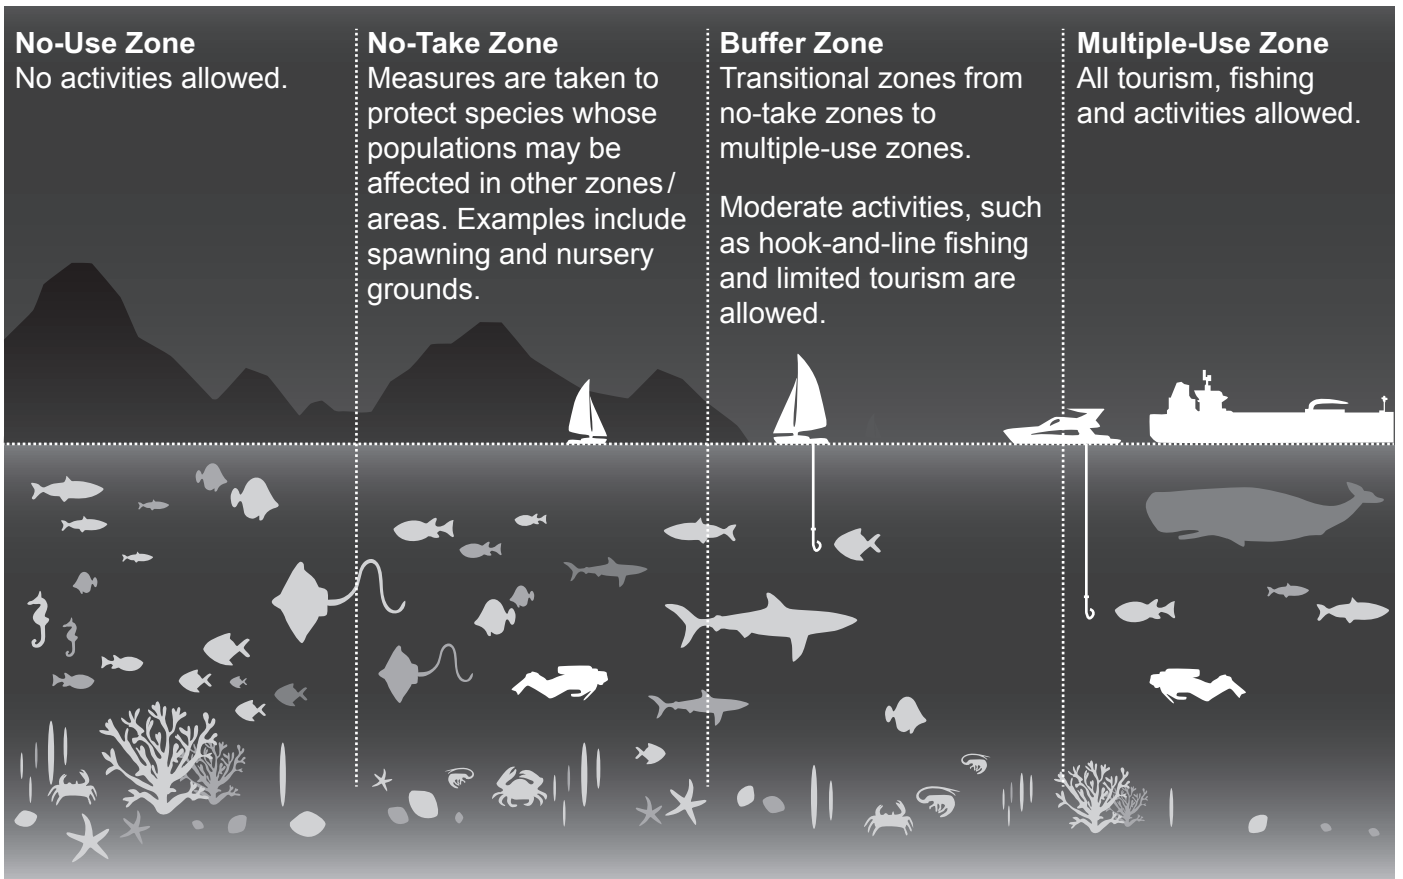 No-Use Zone
No activities allowed.
No-Take Zone
Measures are taken to
protect species whose
populations may be
affected in other zones/
areas. Examples include
spawning and nursery
grounds.
Buffer Zone
Transitional zones from
no-take zones to
multiple-use zones.
Moderate activities, such
as hook-and-line fishing
and limited tourism are
allowed.
Multiple-Use Zone
All tourism, fishing
and activities allowed.